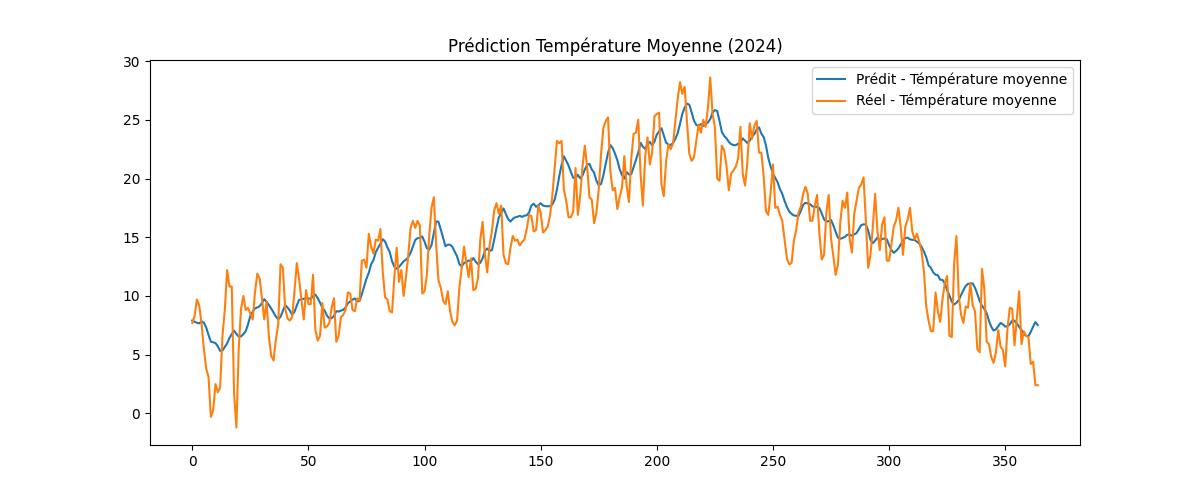 Prédiction Température Moyenne (2024)
30
25
20
15
10
5
0
0 50 100 150 200 250 300 350
Prédit - Témpérature moyenne
Réel - Témpérature moyenne